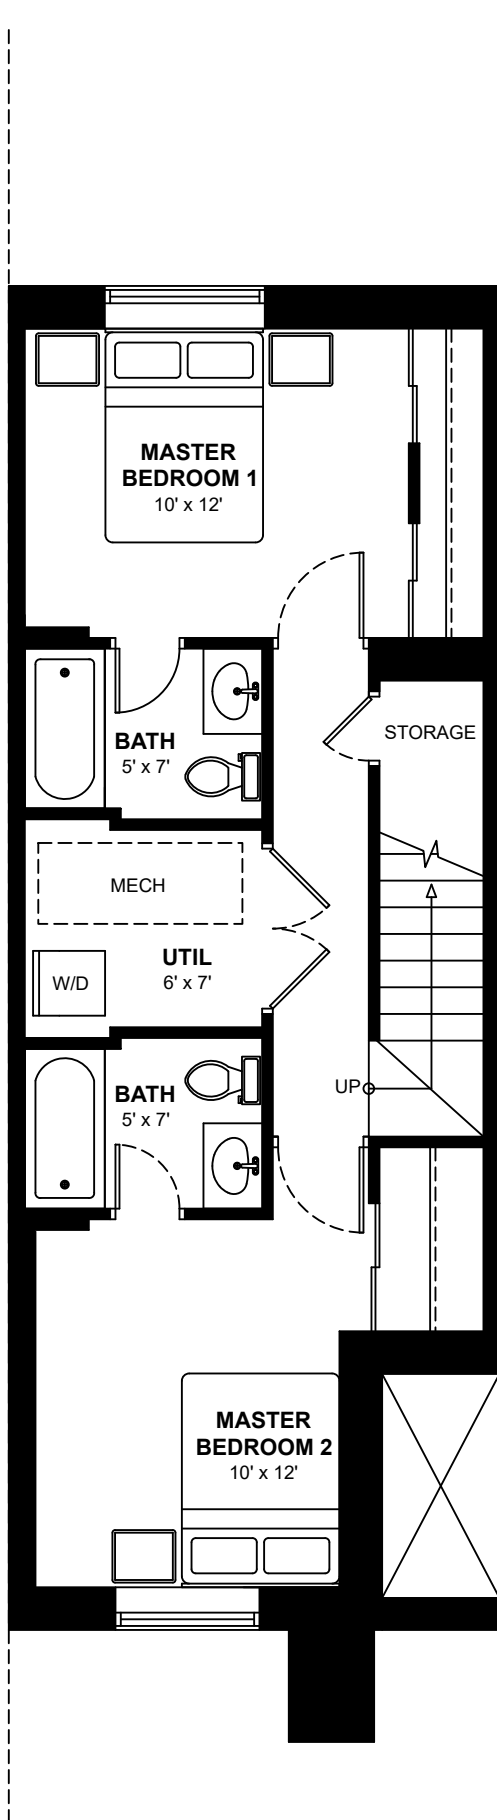 MASTER
BEDROOM 1
10' x 12'
BATH
5' x 7'
STORAGE
MECH
UTIL
6' x 7'
W/D
UP
BATH
5' x 7'
MASTER
BEDROOM 2
10' x 12'